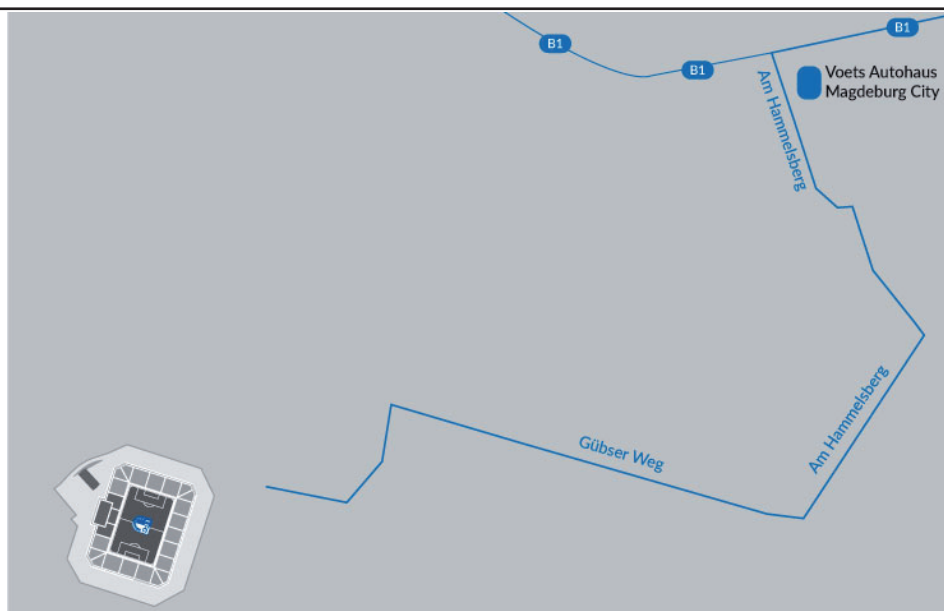 B1
B1
B1
Voets Autohaus
Magdeburg City
Am Hammelsberg
Am Hammelsberg
Gübser Weg